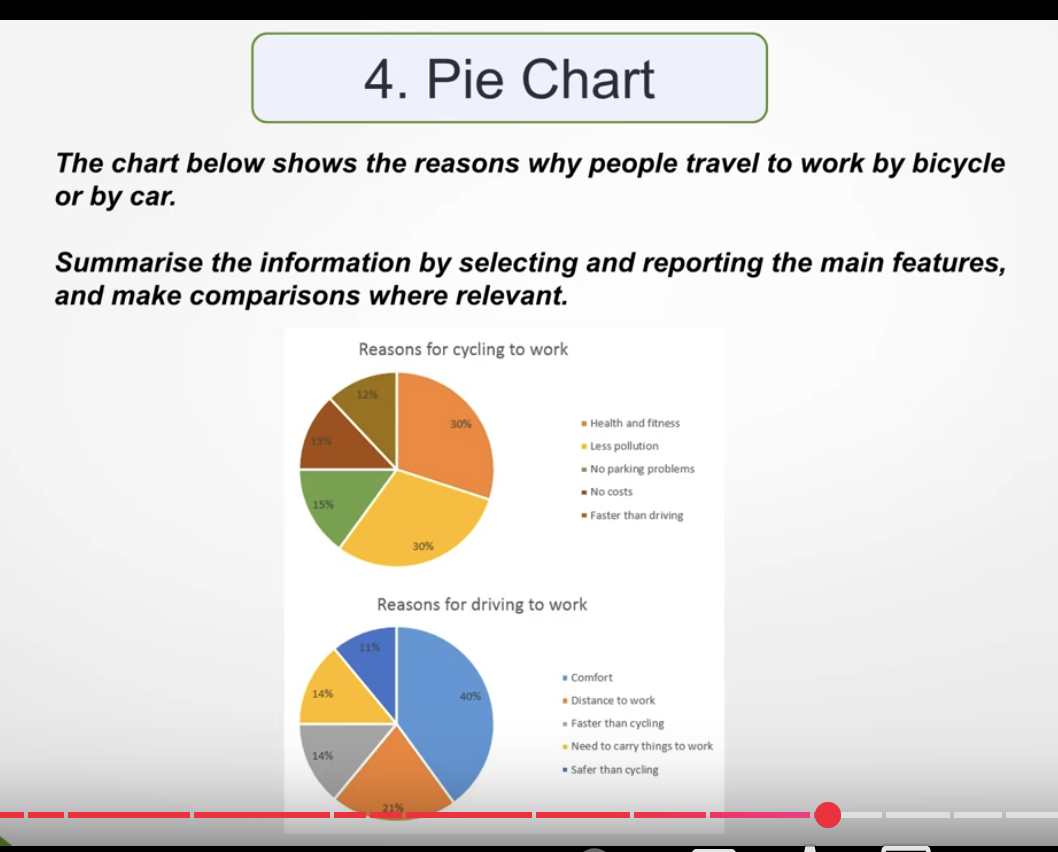 4. Pie Chart
The chart below shows the reasons why people travel to work by bicycle
or by car.
Summarise the information by selecting and reporting the main features,
and make comparisons where relevant.
Reasons for cycling to work
12%
30%
13%
15%
30%
Health and fitness
Less pollution
No parking problems
No costs
Faster than driving
Reasons for driving to work
11%
40%
14%
14%
21%
Comfort
Distance to work
Faster than cycling
Need to carry things to work
Safer than cycling